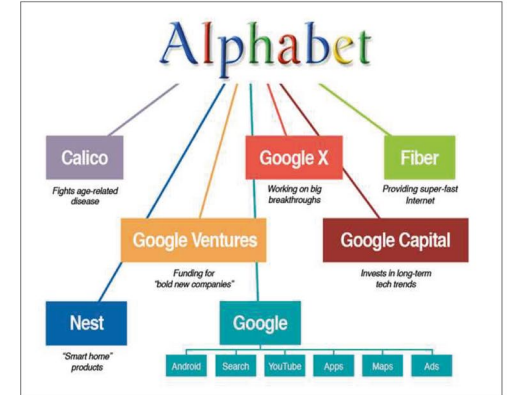 Alphabet
Calico
Fights age-related
disease
Google X
Working on big
breakthroughs
Fiber
Providing super-fast
Internet
Google Ventures
Funding for
"bold new companies"
Google Capital
Invests in long-term
tech trends
Nest
"Smart home"
products
Google
Android
Search
YouTube
Apps
Maps
Ads